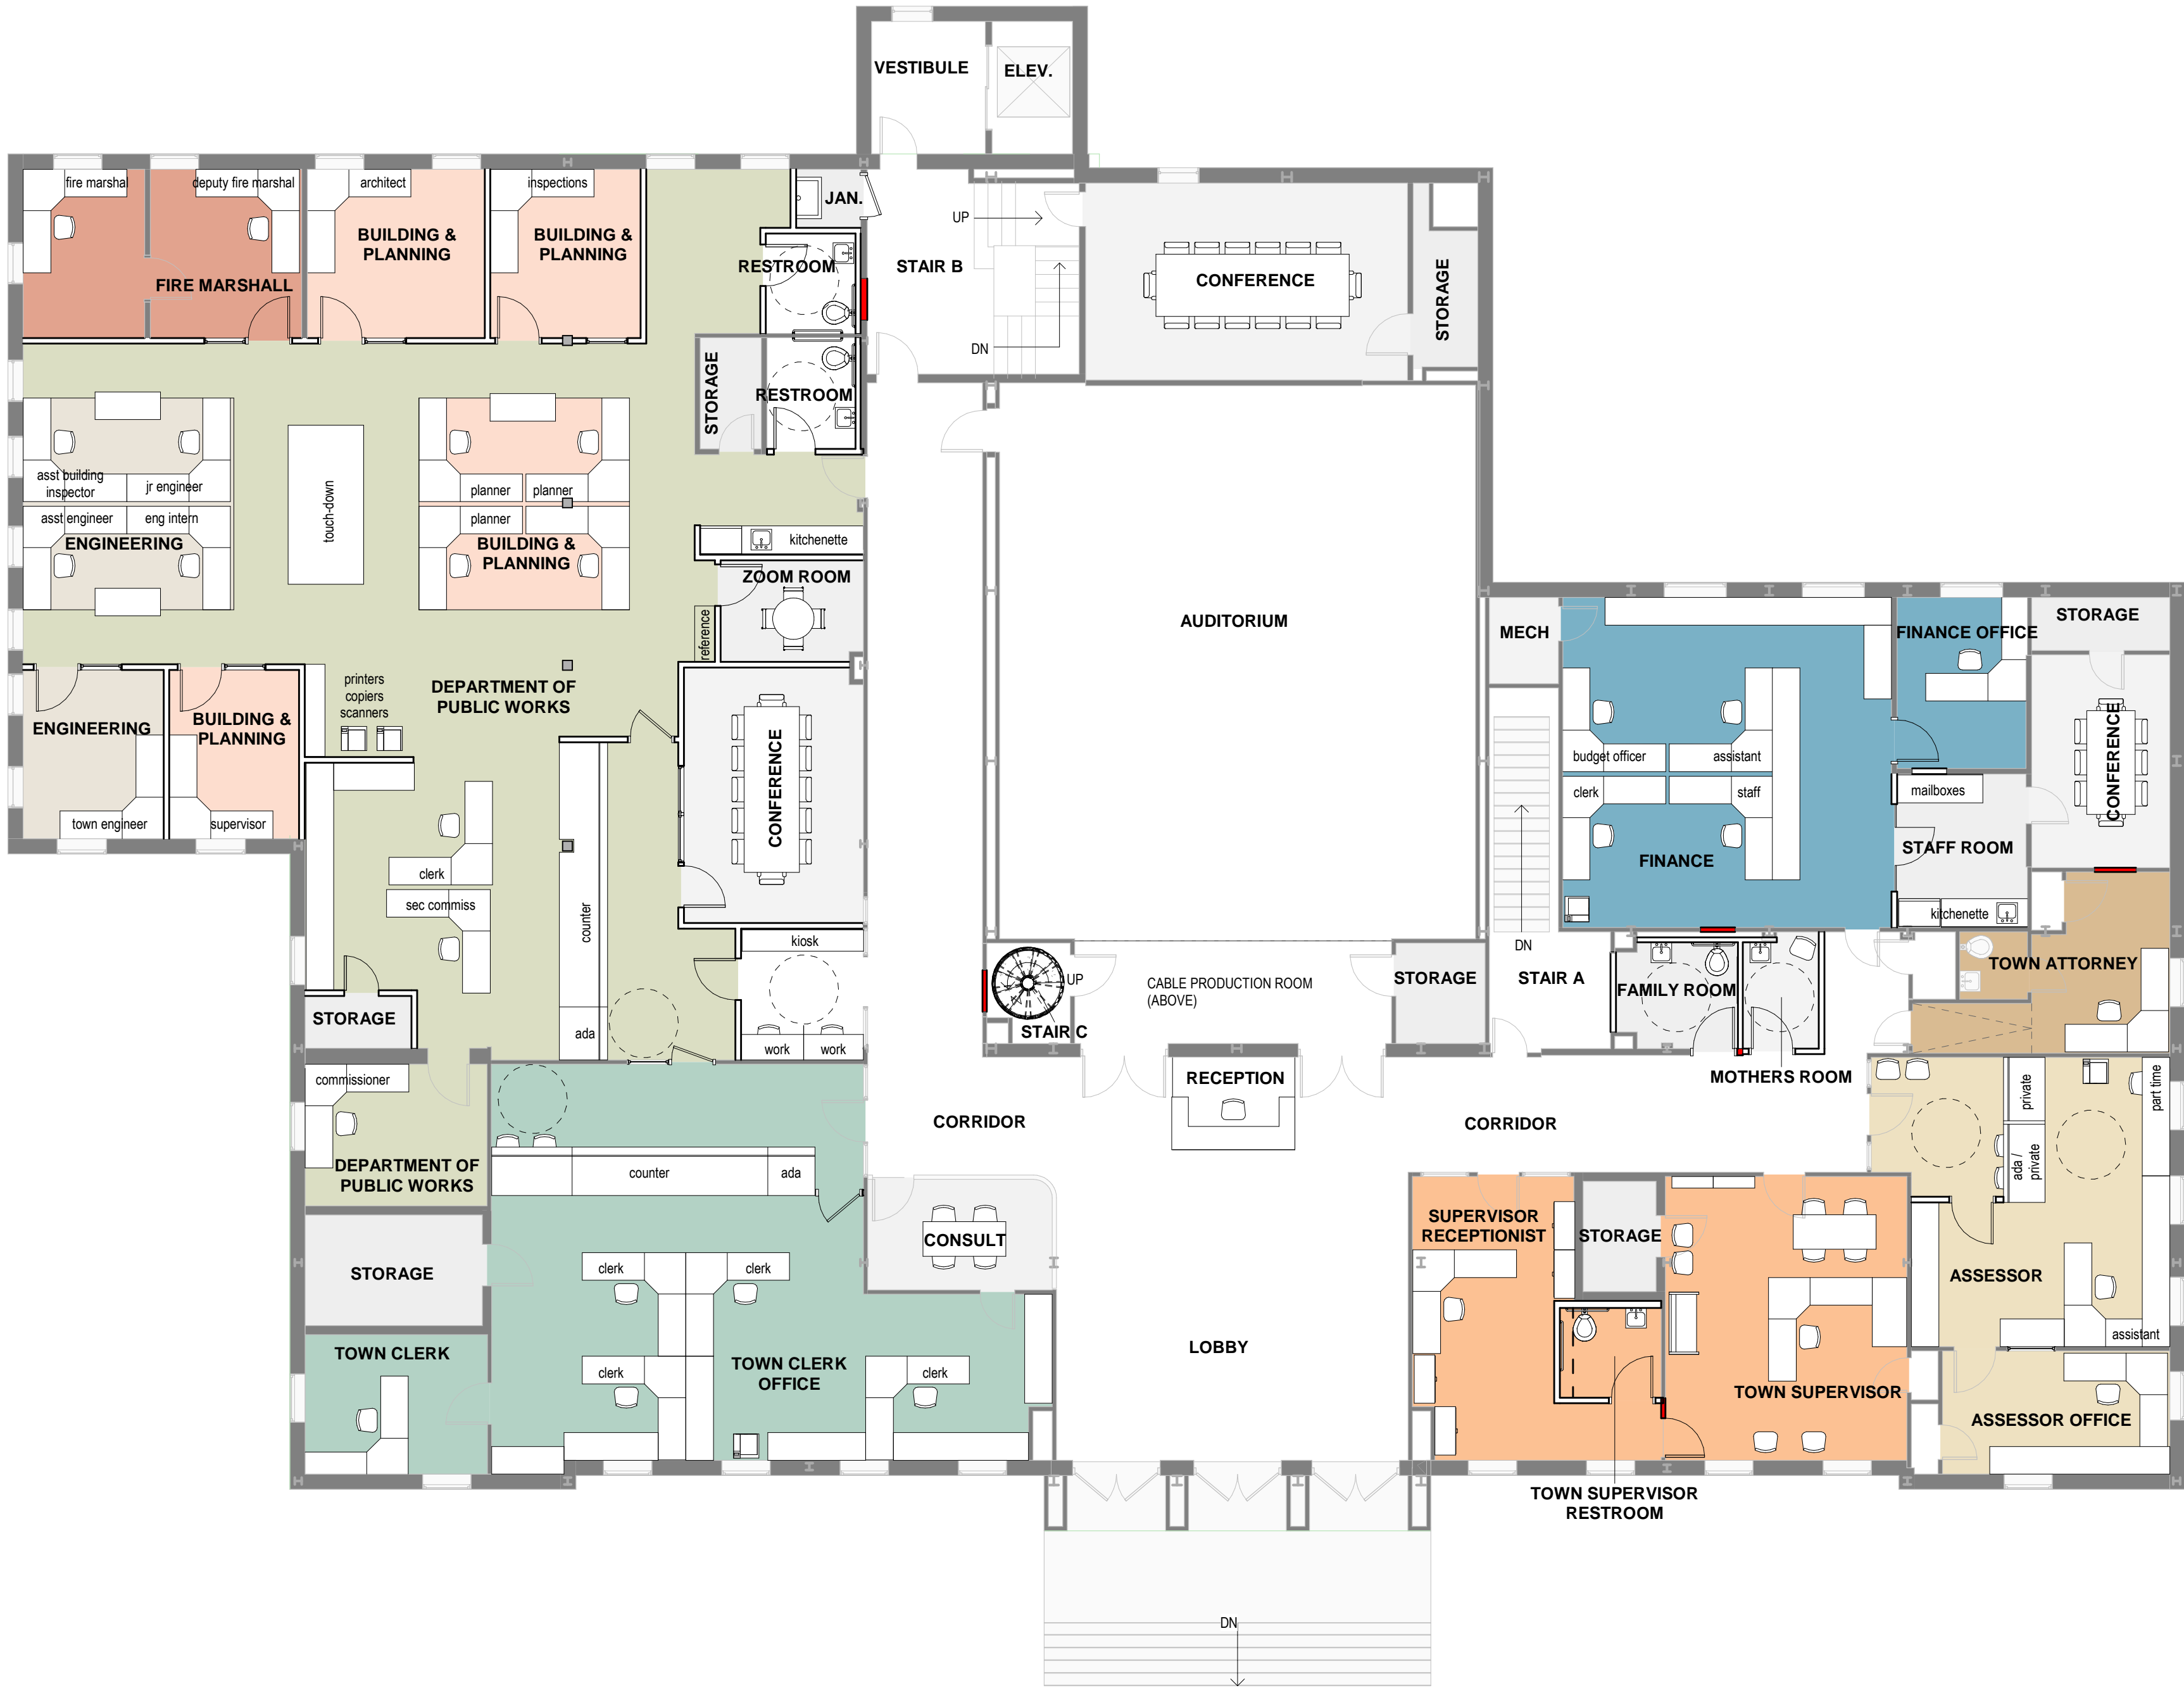 VESTIBULE
ELEV.
fire marshal
deputy fire marshal
architect
inspections
JAN.
UP
BUILDING &
PLANNING
BUILDING &
PLANNING
RESTROOM
STAIR B
CONFERENCE
STORAGE
FIRE MARSHALL
DN
STORAGE
RESTROOM
asst building
inspector
jr engineer
planner
planner
touch-down
asst engineer
eng intern
planner
ENGINEERING
BUILDING &
PLANNING
kitchenette
ZOOM ROOM
reference
AUDITORIUM
MECH
FINANCE OFFICE
STORAGE
printers
copiers
scanners
DEPARTMENT OF
PUBLIC WORKS
ENGINEERING
BUILDING &
PLANNING
CONFERENCE
budget officer
assistant
CONFERENCE
clerk
staff
mailboxes
town engineer
supervisor
FINANCE
STAFF ROOM
clerk
sec commiss
counter
kitchenette
kiosk
DN
UP
CABLE PRODUCTION ROOM
(ABOVE)
STORAGE
STAIR A
FAMILY ROOM
TOWN ATTORNEY
STORAGE
ada
work
work
STAIR C
commissioner
RECEPTION
MOTHERS ROOM
private
part time
CORRIDOR
CORRIDOR
DEPARTMENT OF
PUBLIC WORKS
counter
ada
ada /
private
SUPERVISOR
RECEPTIONIST
STORAGE
CONSULT
STORAGE
clerk
clerk
ASSESSOR
assistant
TOWN CLERK
LOBBY
clerk
TOWN CLERK
OFFICE
clerk
TOWN SUPERVISOR
ASSESSOR OFFICE
TOWN SUPERVISOR
RESTROOM
DN